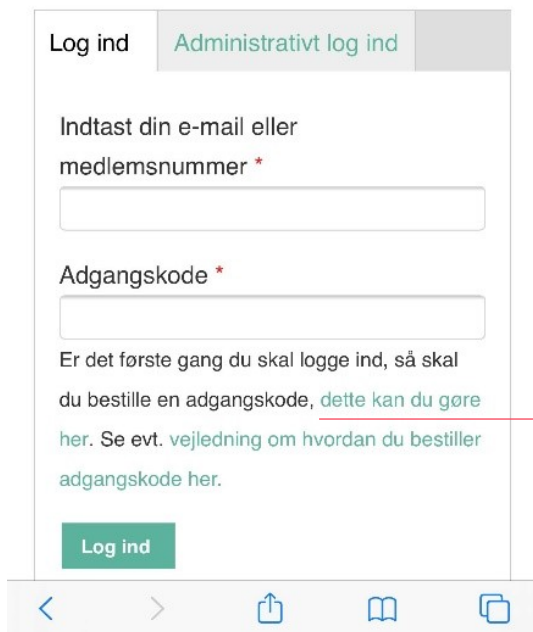 Log ind Administrativt log ind
Indtast din e-mail eller
medlemsnummer *
Adgangskode *
Er det første gang du skal logge ind, så skal
du bestille en adgangskode, dette kan du gøre
her. Se evt. vejledning om hvordan du bestiller
adgangskode her.
Log ind